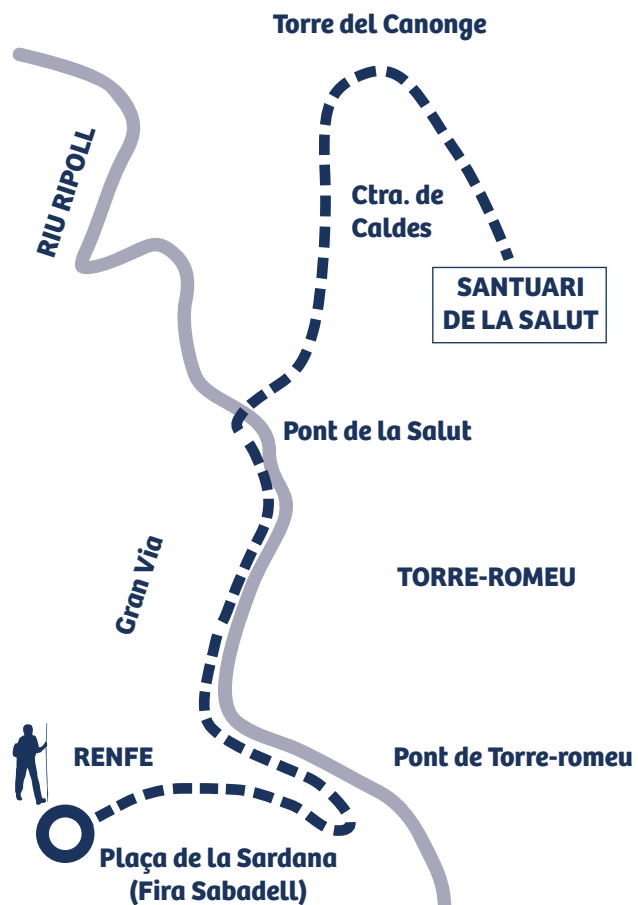 Torre del Canonge
RIU RIPOLL
Ctra. de
Caldes
SANTUARI
DE LA SALUT
Pont de la Salut
Gran Via
TORRE-ROMEU
RENFE
Pont de Torre-romeu
Plaça de la Sardana
(Fira Sabadell)